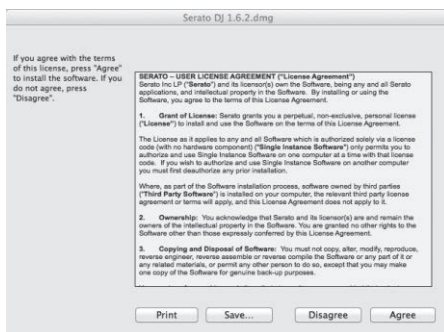 Serato DJ 1.6.2.dmg
If you agree with the terms
of this license, press "Agree"
to install the software. If you
do not agree, press
"Disagree".
SERATO – USER LICENSE AGREEMENT ("License Agreement")
Serato Inc LP ("Serato") and its licensor(s) own the Software, being any and all Serato
applications, and intellectual property in the Software. By installing or using the
Software, you agree to the terms of this License Agreement.
1. Grant of License: Serato grants you a perpetual, non-exclusive, personal license
("License") to install and use the Software on the terms of this License Agreement.
The License as it applies to any and all Software which is authorized solely via a license
code (with no hardware component) ("Single Instance Software") only permits you to
authorize and use Single Instance Software on one computer at a time with that license
code. If you wish to authorize and use Single Instance Software on another computer
you must first deauthorize any prior installation.
Where, as part of the Software installation process, software owned by third parties
("Third Party Software") is installed on your computer, the relevant third party license
agreement or terms will apply, and this License Agreement does not apply to it.
2. Ownership: You acknowledge that Serato and its licensor(s) are and remain the
owners of the intellectual property in the Software. You are granted no other rights to the
Software other than those expressly conferred by this License Agreement.
3. Copying and Disposal of Software: You must not copy, alter, modify, reproduce,
reverse engineer, reverse assemble or reverse compile the Software or any part of it or
any related materials, or permit any other person to do so, except that you may make
one copy of the Software for genuine back-up purposes.
Print Save... Disagree Agree